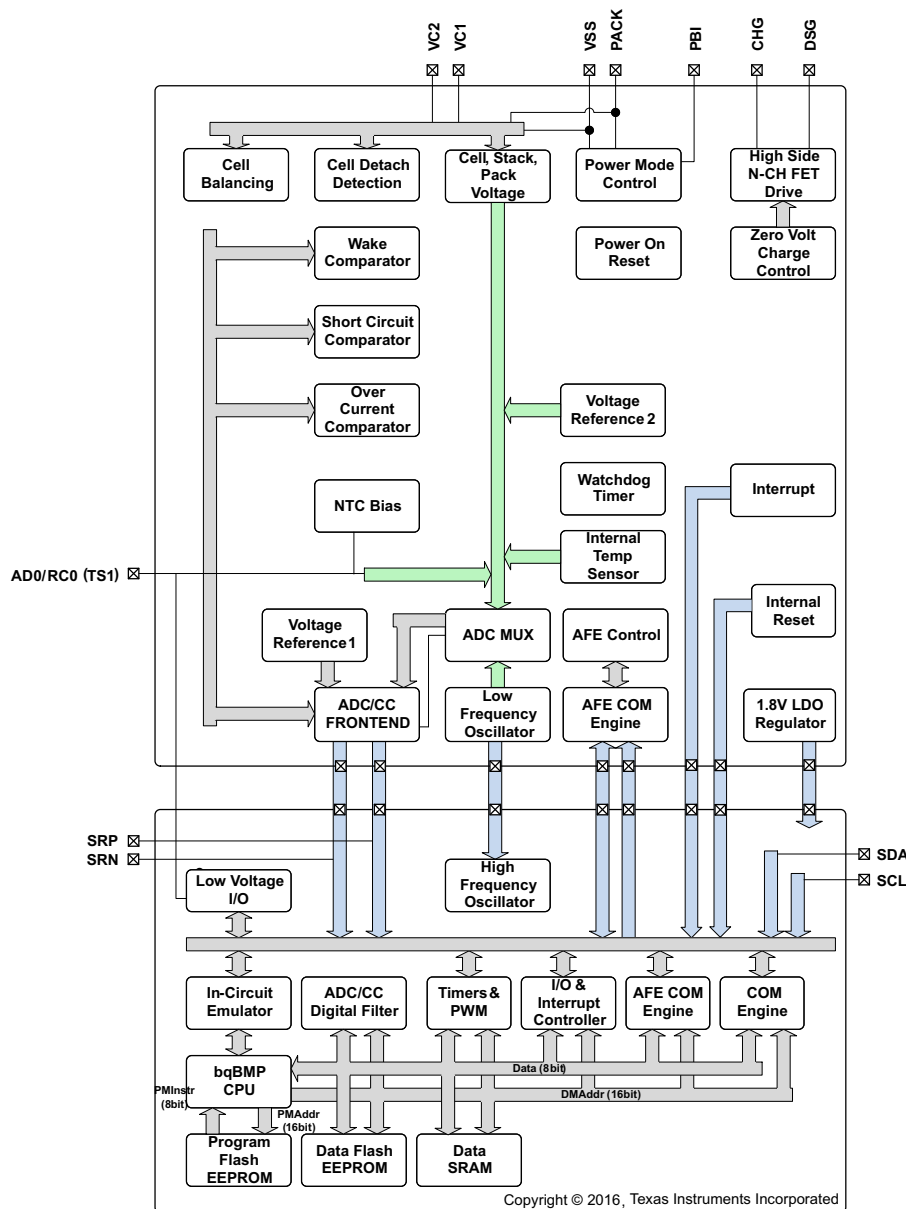 VC2
VC1
VSS
PACK
PBI
CHG
DSG
Cell
Balancing
Cell Detach
Detection
Cell, Stack,
Pack
Voltage
Power Mode
Control
High Side
N-CH FET
Drive
Wake
Comparator
Power On
Reset
Zero Volt
Charge
Control
Short Circuit
Comparator
Over
Current
Comparator
Voltage
Reference 2
NTC Bias
Watchdog
Timer
Interrupt
AD0/RC0 (TS1)
Internal
Temp
Sensor
Internal
Reset
Voltage
Reference 1
ADC MUX
AFE Control
ADC/CC
FRONTEND
Low
Frequency
Oscillator
AFE COM
Engine
1.8V LDO
Regulator
SRP
SRN
SDA
SCL
Low Voltage
I/O
High
Frequency
Oscillator
In-Circuit
Emulator
ADC/CC
Digital Filter
Timers &
PWM
I/O &
Interrupt
Controller
AFE COM
Engine
COM
Engine
bqBMP
CPU
Data (8bit)
DMAddr (16bit)
PMInstr
(8bit)
PMAddr
(16bit)
Program
Flash
EEPROM
Data Flash
EEPROM
Data
SRAM
Copyright © 2016, Texas Instruments Incorporated